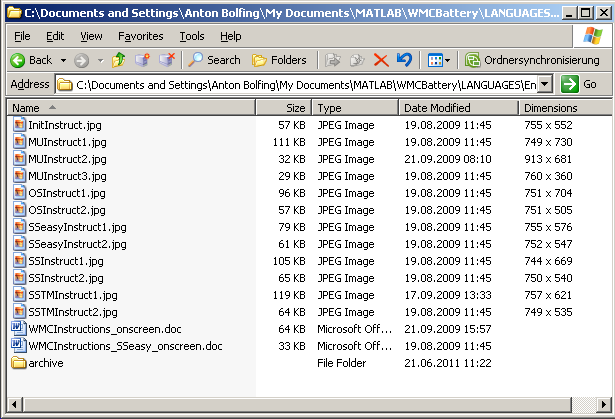 C:\Documents and Settings\Anton Bolfing\My Documents\MATLAB\WMCBattery\LANGUAGES...
File Edit View Favorites Tools Help
Back Search Folders Ordnersynchronisierung
Address C:\Documents and Settings\Anton Bolfing\My Documents\MATLAB\WMCBattery\LANGUAGES\En Go
Name Size Type Date Modified Dimensions
InitInstruct.jpg 57 KB JPEG Image 19.08.2009 11:45 755 x 552
MUInstruct1.jpg 111 KB JPEG Image 19.08.2009 11:45 749 x 730
MUInstruct2.jpg 32 KB JPEG Image 21.09.2009 08:10 913 x 681
MUInstruct3.jpg 29 KB JPEG Image 19.08.2009 11:45 760 x 360
OSInstruct1.jpg 96 KB JPEG Image 19.08.2009 11:45 751 x 704
OSInstruct2.jpg 57 KB JPEG Image 19.08.2009 11:45 751 x 505
SSeasyInstruct1.jpg 79 KB JPEG Image 19.08.2009 11:45 755 x 576
SSeasyInstruct2.jpg 61 KB JPEG Image 19.08.2009 11:45 752 x 547
SSInstruct1.jpg 105 KB JPEG Image 19.08.2009 11:45 744 x 669
SSInstruct2.jpg 65 KB JPEG Image 19.08.2009 11:45 750 x 540
SSTMInstruct1.jpg 119 KB JPEG Image 17.09.2009 13:33 757 x 621
SSTMInstruct2.jpg 64 KB JPEG Image 19.08.2009 11:45 749 x 535
WMCInstructions_onscreen.doc 64 KB Microsoft Off... 21.09.2009 15:57
WMCInstructions_SSeasy_onscreen.doc 33 KB Microsoft Off... 19.08.2009 11:45
archive File Folder 21.06.2011 11:22